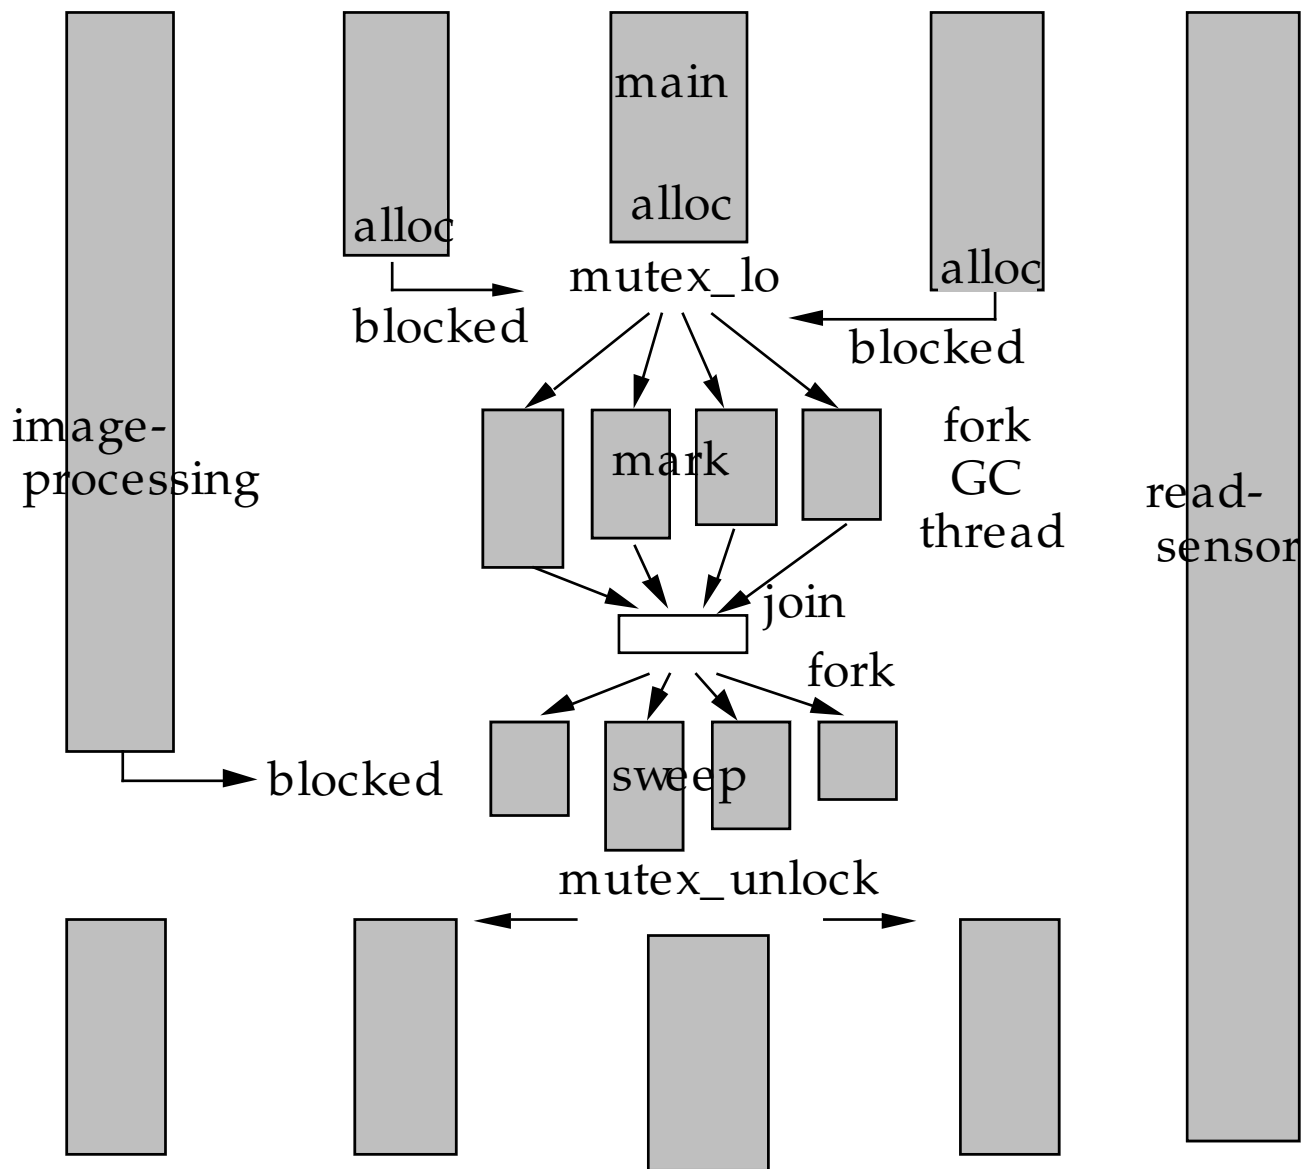 main
alloc
alloc
alloc
mutex_lo
blocked
blocked
image-
processing
mark
fork
GC
thread
read-
sensor
join
fork
blocked
sweep
mutex_unlock